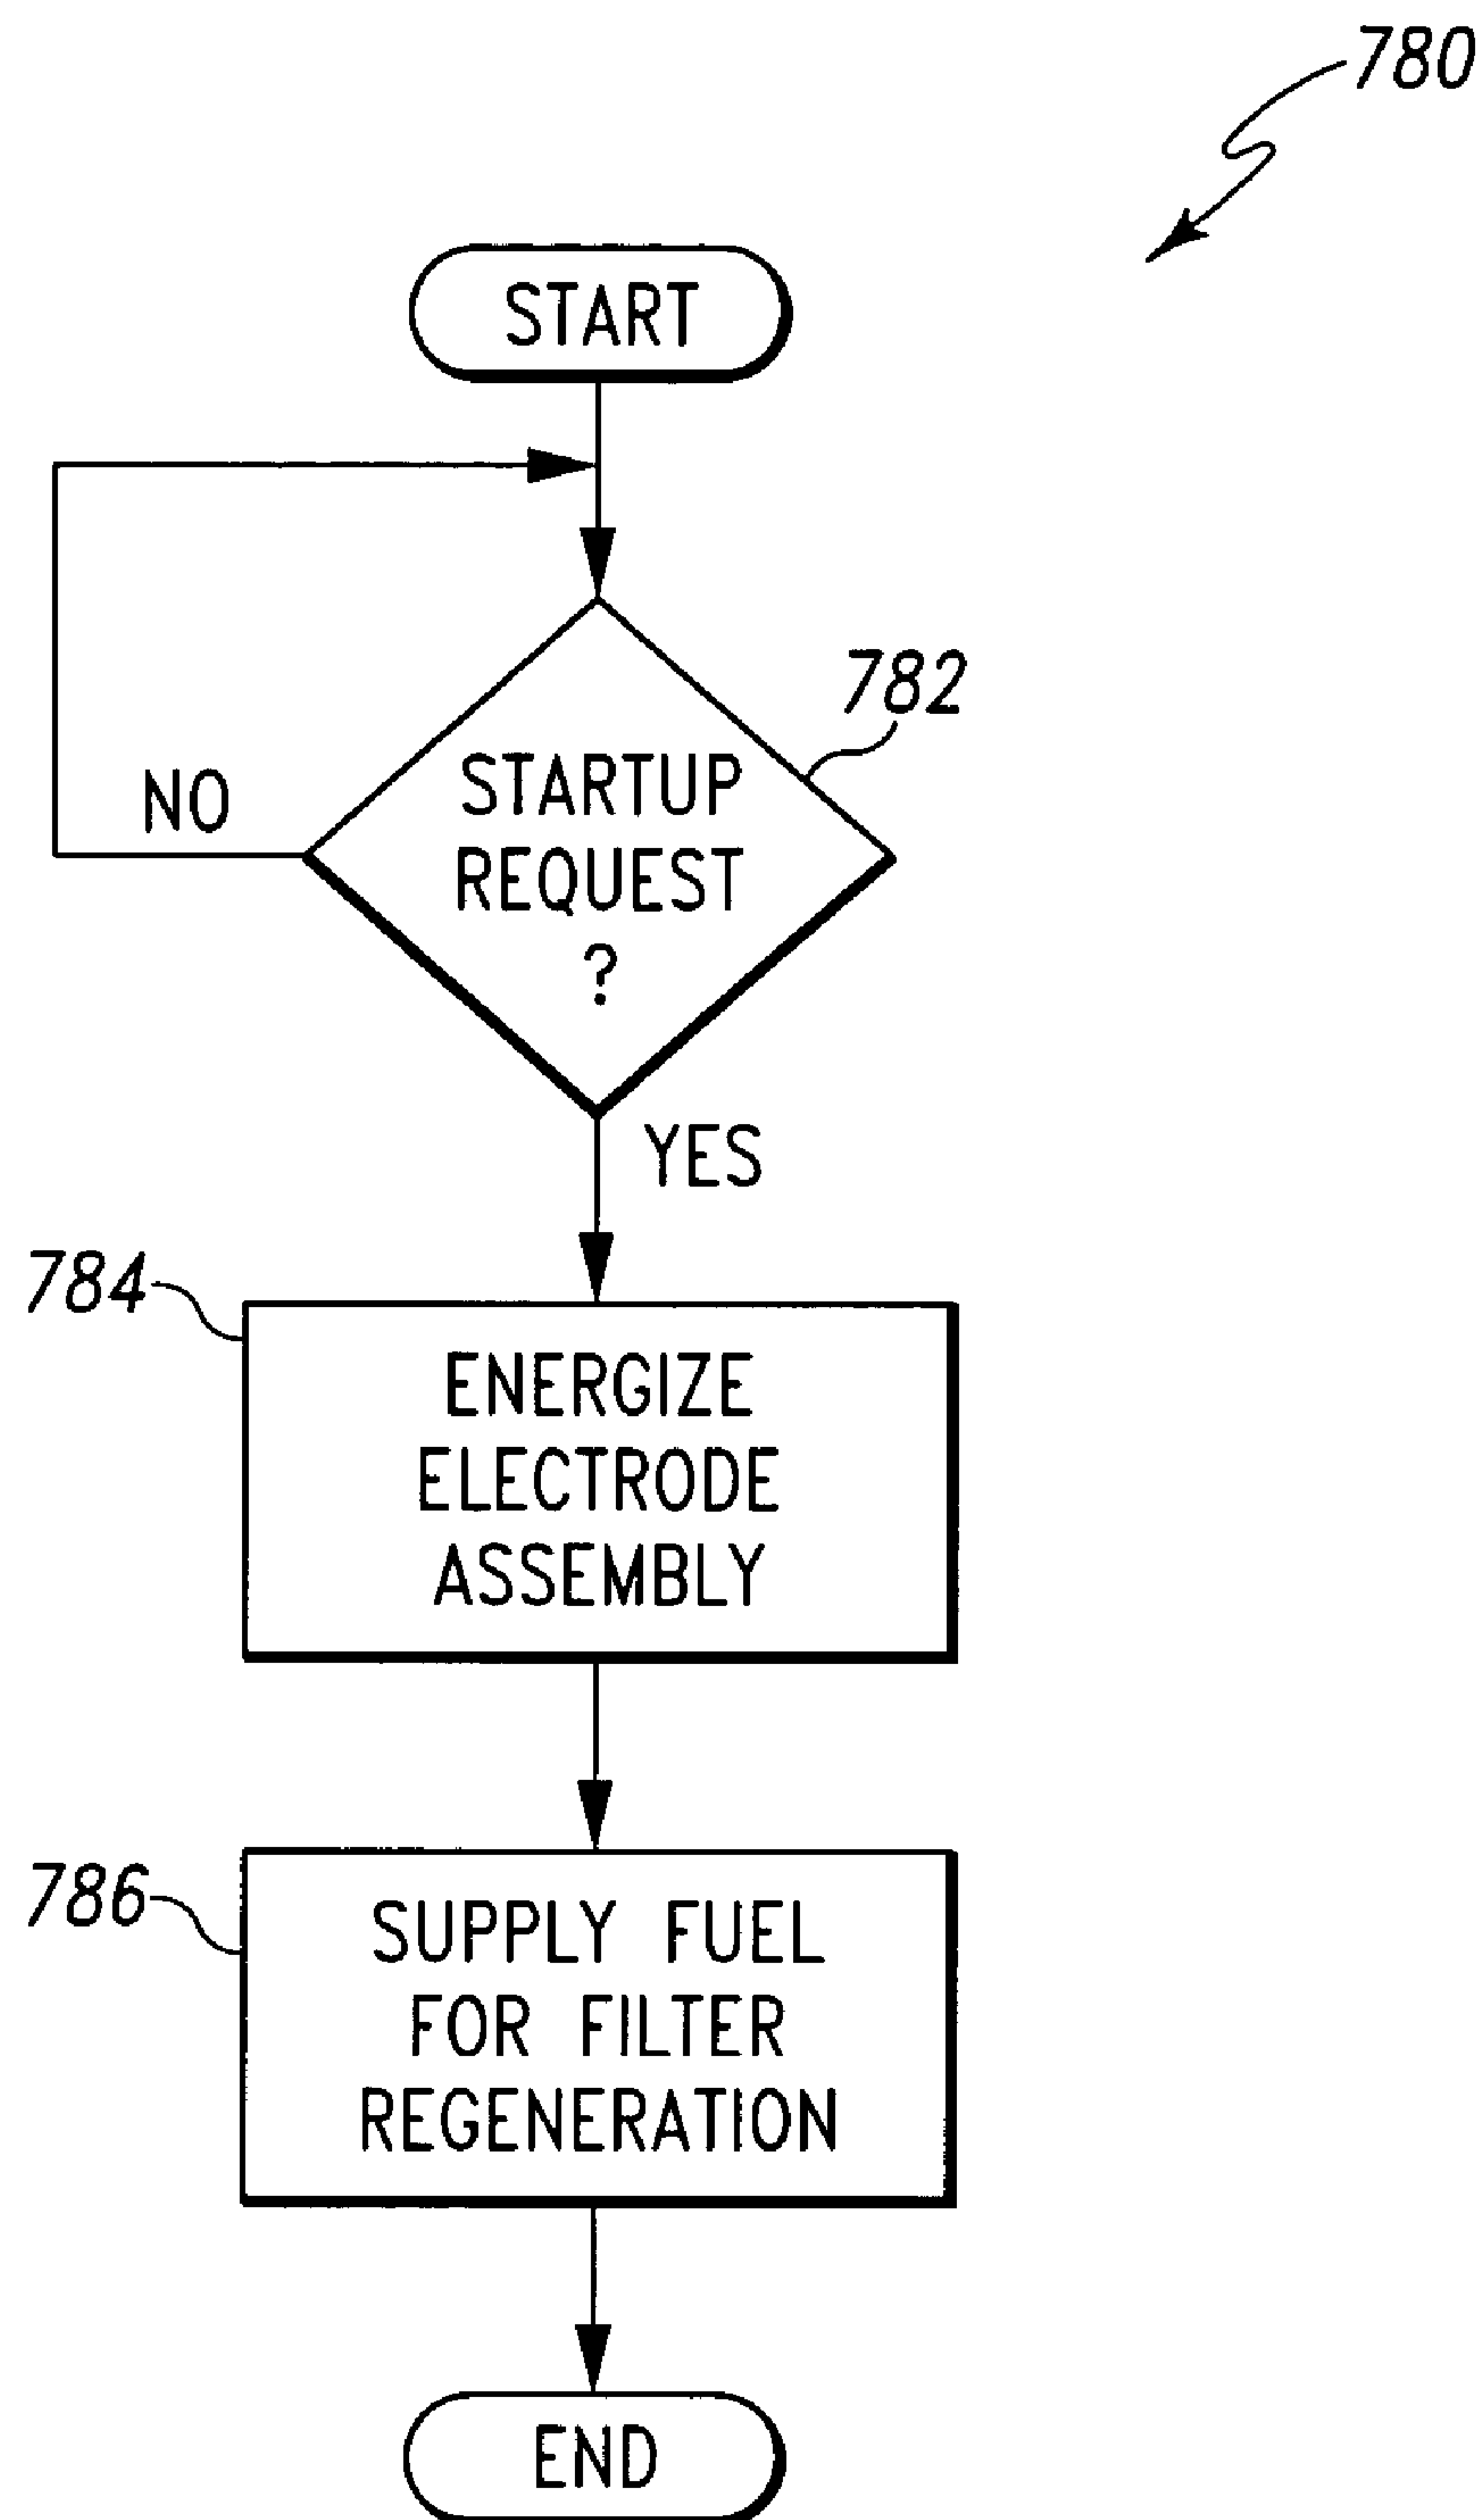 780
START
782
STARTUP
REQUEST
?
NO
YES
784
ENERGIZE
ELECTRODE
ASSEMBLY
786
SUPPLY FUEL
FOR FILTER
REGENERATION
END